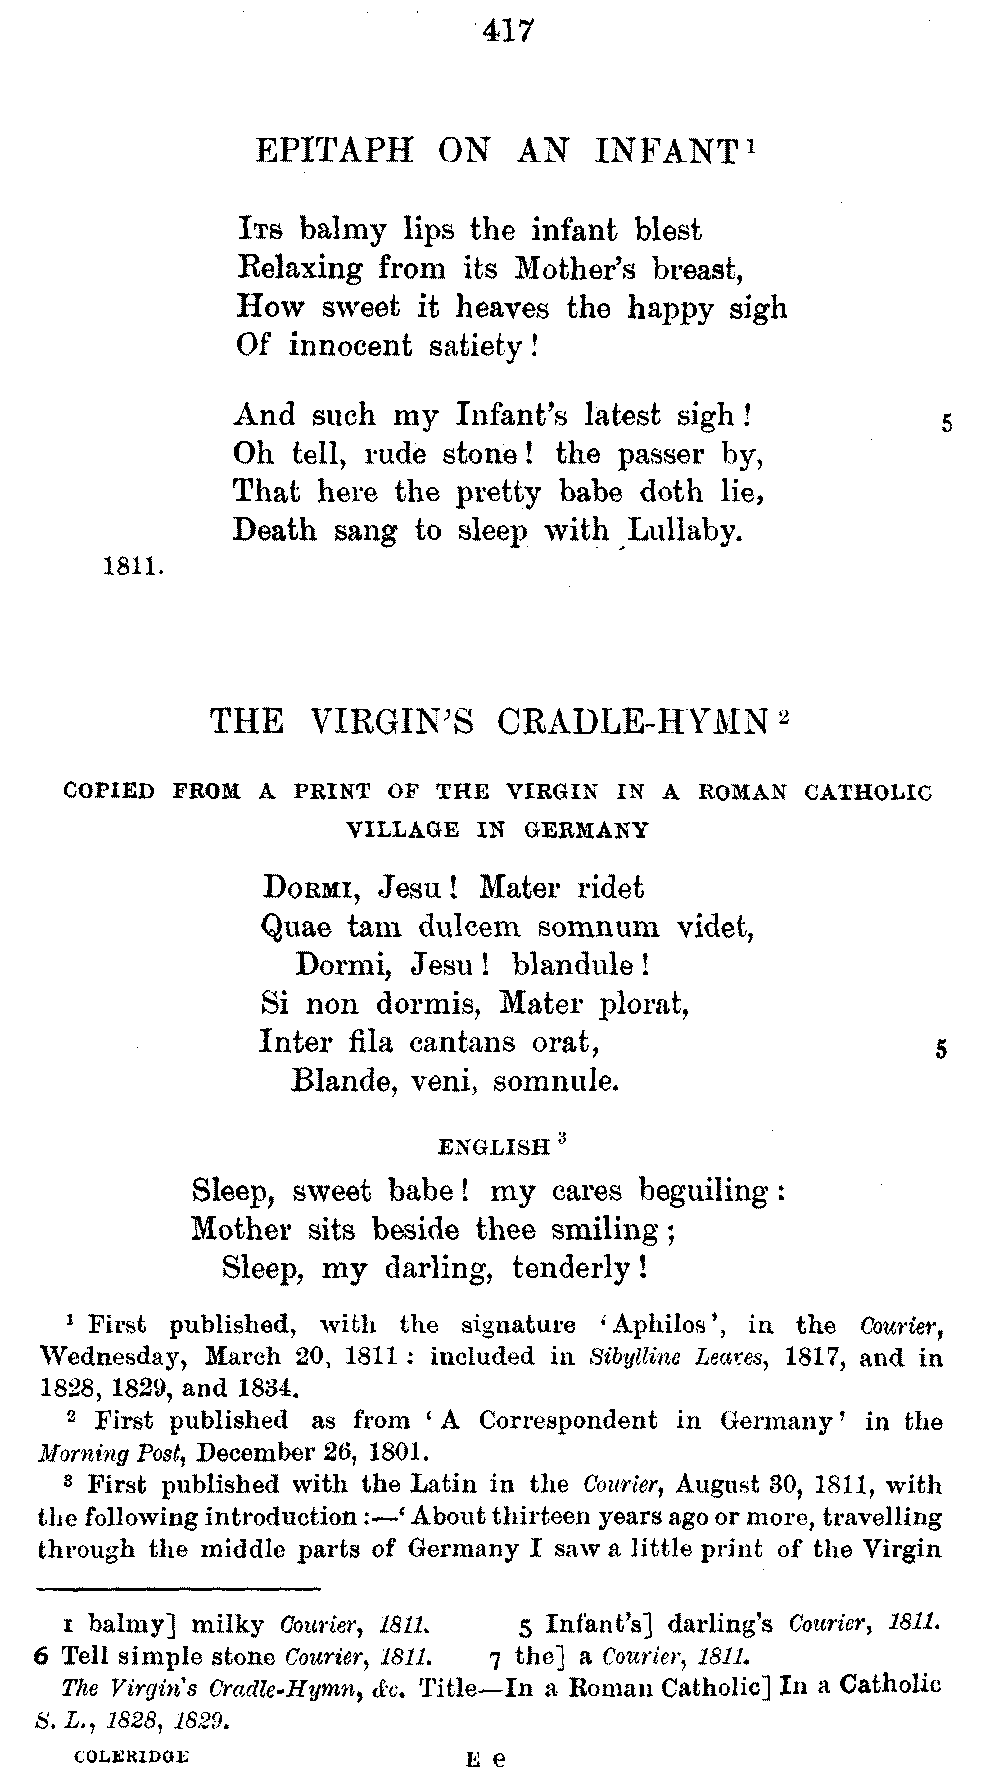 417
EPITAPH ON AN INFANT ¹
ITS balmy lips the infant blest
Relaxing from its Mother's breast,
How sweet it heaves the happy sigh
Of innocent satiety!
And such my Infant's latest sigh! 5
Oh tell, rude stone! the passer by,
That here the pretty babe doth lie,
Death sang to sleep with Lullaby.
1811.
THE VIRGIN'S CRADLE-HYMN ²
COPIED FROM A PRINT OF THE VIRGIN IN A ROMAN CATHOLIC
VILLAGE IN GERMANY
DORMI, Jesu! Mater ridet
Quae tam dulcem somnum videt,
Dormi, Jesu! blandule!
Si non dormis, Mater plorat,
Inter fila cantans orat, 5
Blande, veni, somnule.
ENGLISH ³
Sleep, sweet babe! my cares beguiling:
Mother sits beside thee smiling;
Sleep, my darling, tenderly!
¹ First published, with the signature 'Aphilos', in the Courier,
Wednesday, March 20, 1811: included in Sibylline Leaves, 1817, and in
1828, 1829, and 1834.
² First published as from 'A Correspondent in Germany' in the
Morning Post, December 26, 1801.
³ First published with the Latin in the Courier, August 30, 1811, with
the following introduction:—'About thirteen years ago or more, travelling
through the middle parts of Germany I saw a little print of the Virgin
1 balmy] milky Courier, 1811. 5 Infant's] darling's Courier, 1811.
6 Tell simple stone Courier, 1811. 7 the] a Courier, 1811.
The Virgin's Cradle-Hymn, &c. Title—In a Roman Catholic] In a Catholic
S. L., 1828, 1829.
COLERIDGE E e